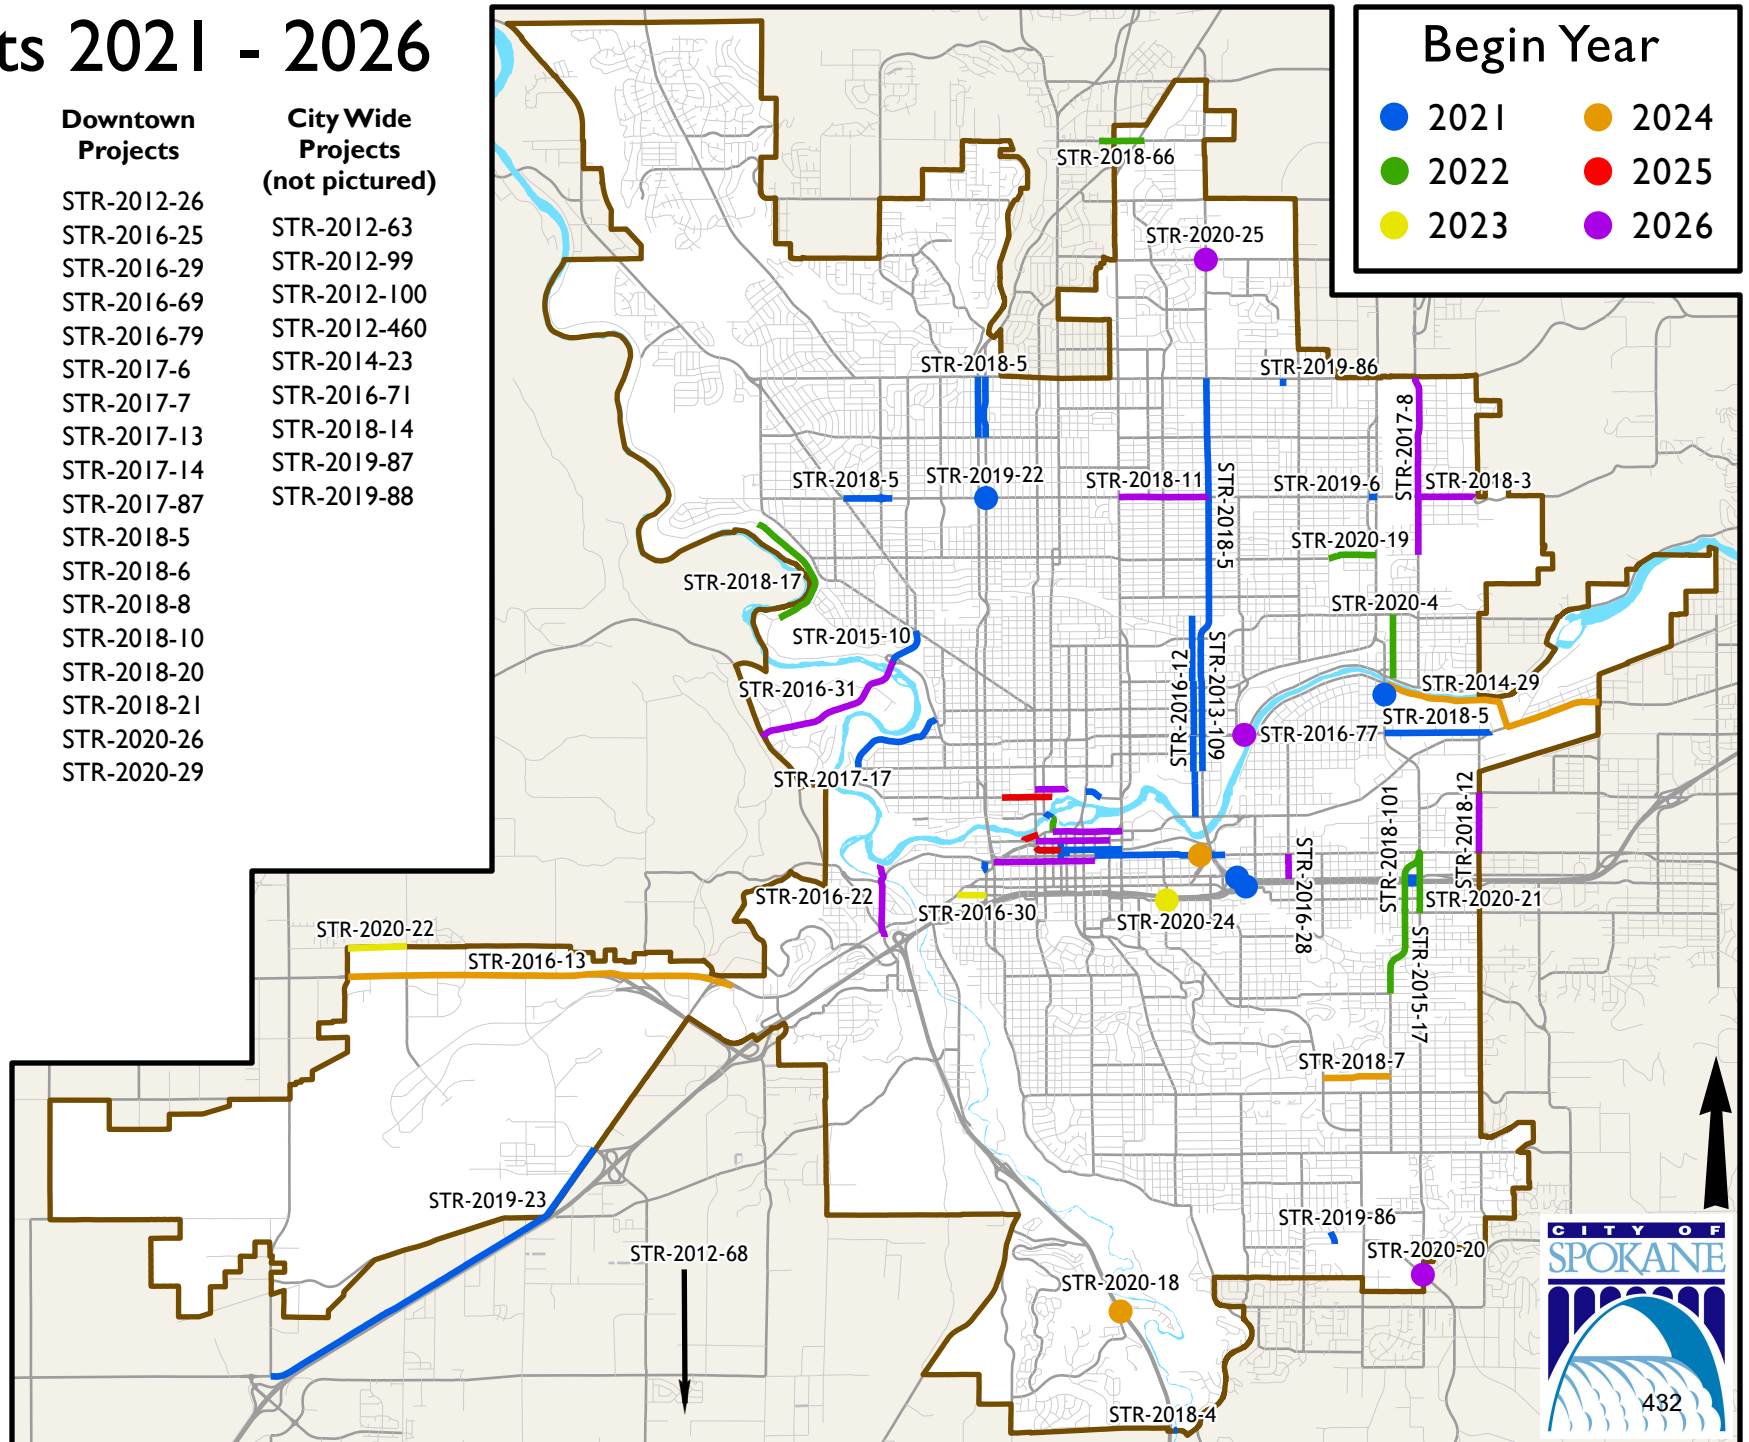 ts 2021 - 2026
Downtown
Projects
STR-2012-26
STR-2016-25
STR-2016-29
STR-2016-69
STR-2016-79
STR-2017-6
STR-2017-7
STR-2017-13
STR-2017-14
STR-2017-87
STR-2018-5
STR-2018-6
STR-2018-8
STR-2018-10
STR-2018-20
STR-2018-21
STR-2020-26
STR-2020-29
City Wide
Projects
(not pictured)
STR-2012-63
STR-2012-99
STR-2012-100
STR-2012-460
STR-2014-23
STR-2016-71
STR-2018-14
STR-2019-87
STR-2019-88
Begin Year
2021
2022
2023
2024
2025
2026
STR-2018-66
STR-2020-25
STR-2018-5
STR-2019-86
STR-2017-8
STR-2018-5
STR-2019-22
STR-2018-11
STR-2018-5
STR-2019-6
STR-2018-3
STR-2020-19
STR-2018-17
STR-2020-4
STR-2015-10
STR-2016-31
STR-2016-12
STR-2013-109
STR-2014-29
STR-2018-5
STR-2016-77
STR-2017-17
STR-2018-12
STR-2018-101
STR-2016-22
STR-2016-30
STR-2020-24
STR-2016-28
STR-2020-21
STR-2015-17
STR-2020-22
STR-2016-13
STR-2018-7
STR-2019-23
STR-2012-68
STR-2019-86
STR-2020-20
STR-2020-18
STR-2018-4
CITY OF
SPOKANE
432